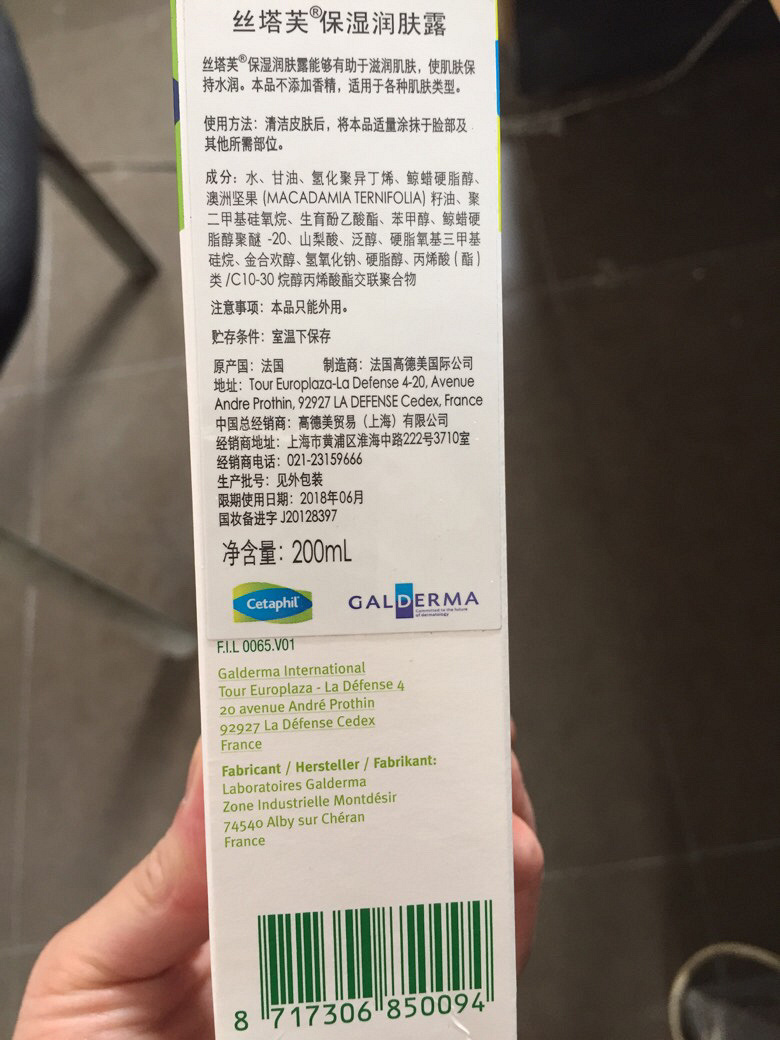 丝塔芙®保湿润肤露
丝塔芙®保湿润肤露能够有助于滋润肌肤，使肌肤保
持水润。本品不添加香精，适用于各种肌肤类型。
使用方法：清洁皮肤后，将本品适量涂抹于脸部及
其他所需部位。
成分：水、甘油、氢化聚异丁烯、鲸蜡硬脂醇、
澳洲坚果 (MACADAMIA TERNIFOLIA) 籽油、聚
二甲基硅氧烷、生育酚乙酸酯、苯甲醇、鲸蜡硬
脂醇聚醚 -20、山梨酸、泛醇、硬脂氧基三甲基
硅烷、金合欢醇、氢氧化钠、硬脂醇、丙烯酸 ( 酯 )
类 /C10-30 烷醇丙烯酸酯交联聚合物
注意事项：本品只能外用。
贮存条件：室温下保存
原产国：法国 制造商：法国高德美国际公司
地址：Tour Europlaza-La Defense 4-20, Avenue
Andre Prothin, 92927 LA DEFENSE Cedex, France
中国总经销商：高德美贸易（上海）有限公司
经销商地址：上海市黄浦区淮海中路222号3710室
经销商电话：021-23159666
生产批号：见外包装
限期使用日期：2018年06月
国妆备进字 J20128397
净含量：200mL
Cetaphil GALDERMA
Committed to the future
of dermatology
F.I.L 0065.V01
Galderma International
Tour Europlaza - La Défense 4
20 avenue André Prothin
92927 La Défense Cedex
France
Fabricant / Hersteller / Fabrikant:
Laboratoires Galderma
Zone Industrielle Montdésir
74540 Alby sur Chéran
France
8 717306 850094